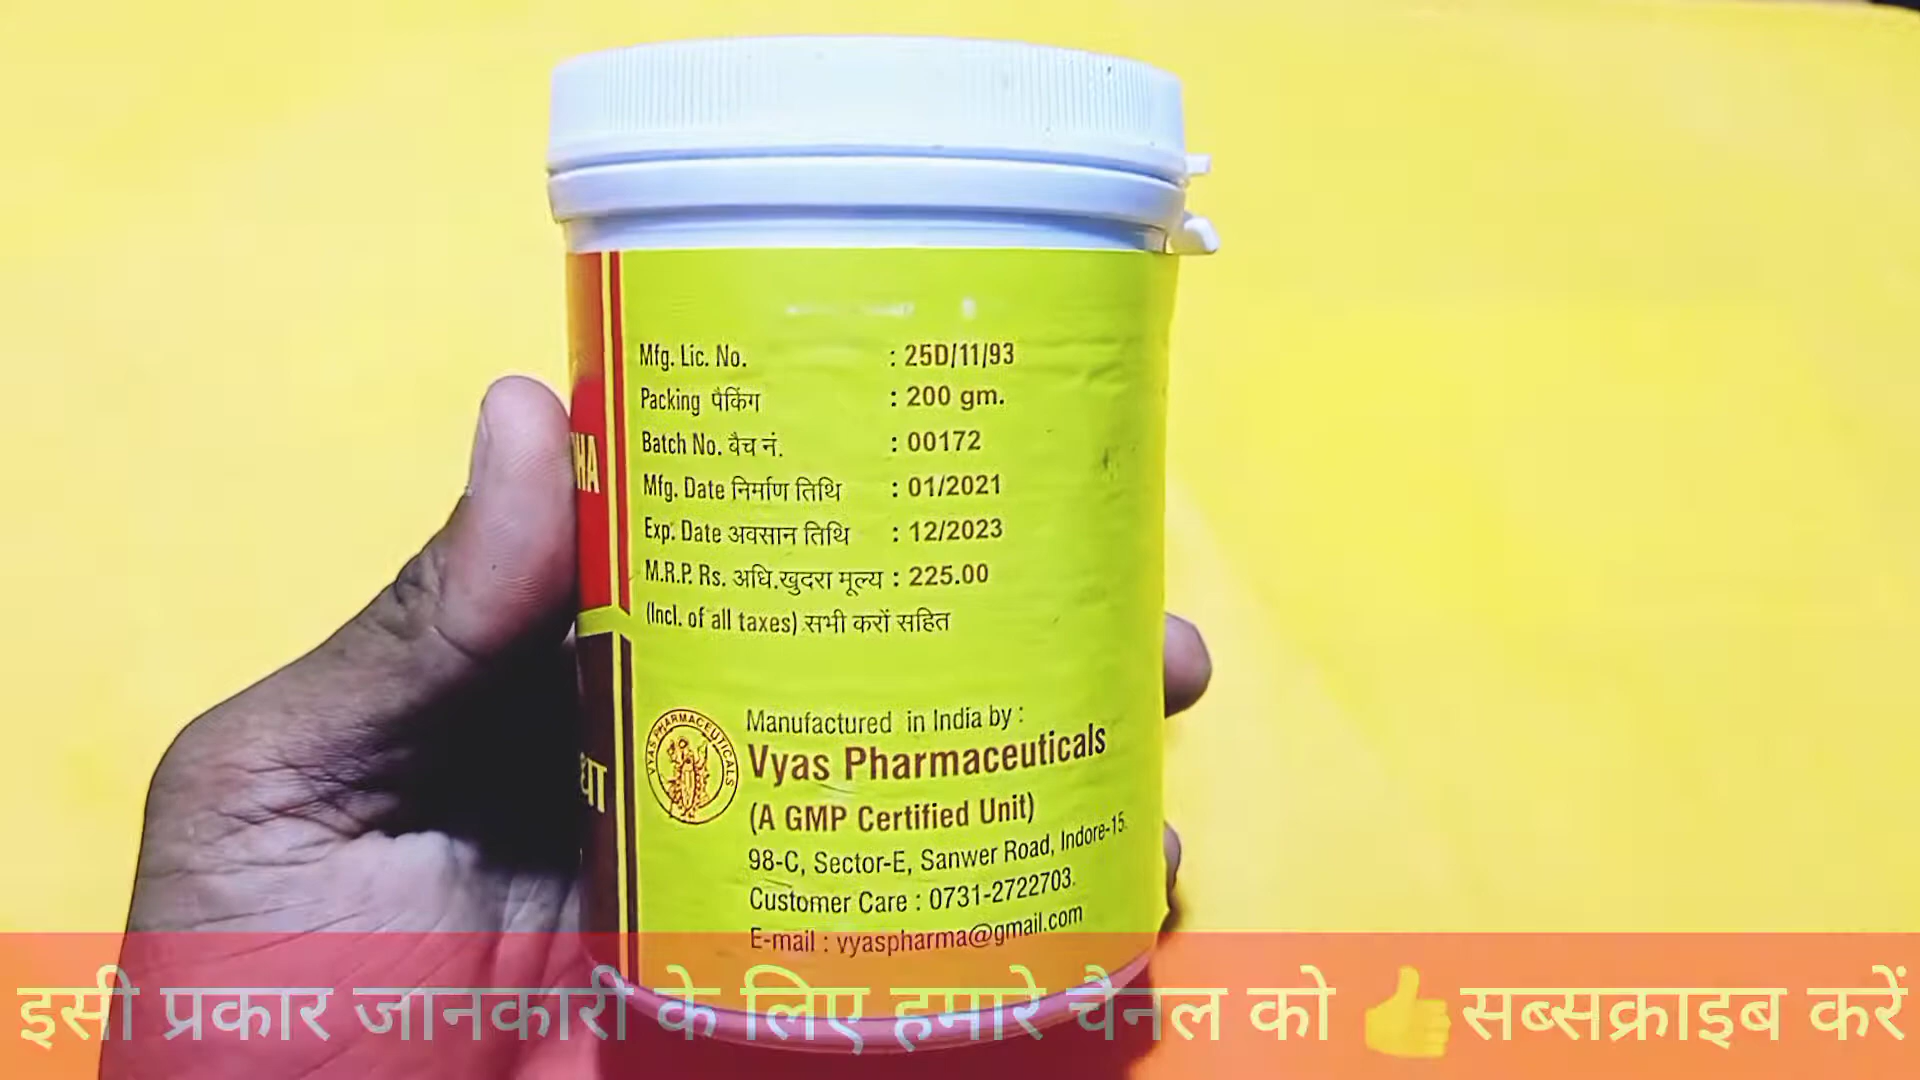 Mfg. Lic. No. : 25D/11/93
Packing पैकिंग : 200 gm.
Batch No. बैच नं. : 00172
Mfg. Date निर्माण तिथि : 01/2021
Exp. Date अवसान तिथि : 12/2023
M.R.P. Rs. अधि.खुदरा मूल्य : 225.00
(Incl. of all taxes) सभी करों सहित
HA
धा
VYAS PHARMACEUTICALS
Manufactured in India by :
Vyas Pharmaceuticals
(A GMP Certified Unit)
98-C, Sector-E, Sanwer Road, Indore-15.
Customer Care : 0731-2722703.
E-mail : vyaspharma@gmail.com
इसी प्रकार जानकारी के लिए हमारे चैनल को 👍सब्सक्राइब करें